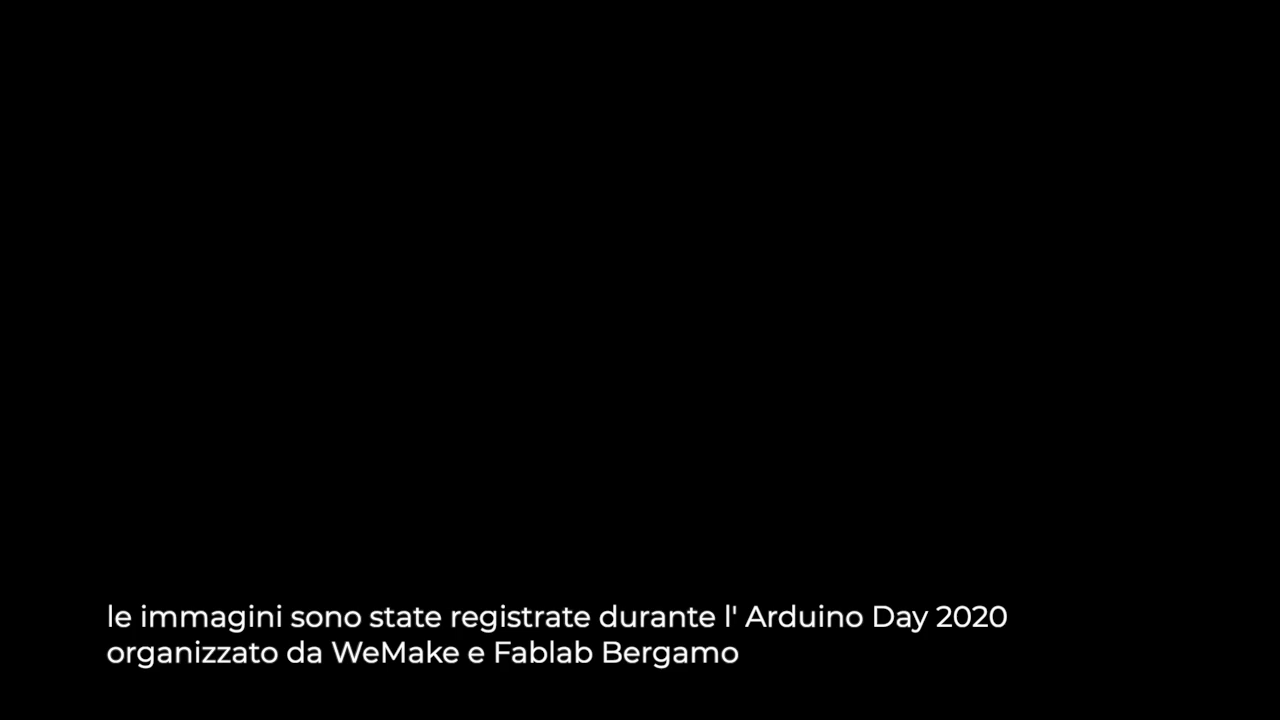 le immagini sono state registrate durante l' Arduino Day 2020
organizzato da WeMake e Fablab Bergamo